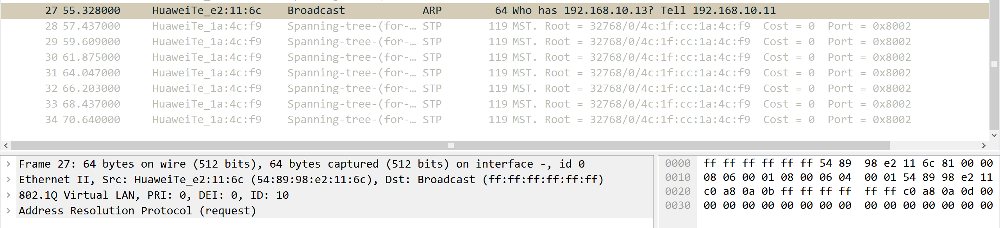 27 55.328000 HuaweiTe_e2:11:6c Broadcast ARP 64 Who has 192.168.10.13? Tell 192.168.10.11
28 57.437000 HuaweiTe_1a:4c:f9 Spanning-tree-(for-… STP 119 MST. Root = 32768/0/4c:1f:cc:1a:4c:f9 Cost = 0 Port = 0x8002
29 59.609000 HuaweiTe_1a:4c:f9 Spanning-tree-(for-… STP 119 MST. Root = 32768/0/4c:1f:cc:1a:4c:f9 Cost = 0 Port = 0x8002
30 61.875000 HuaweiTe_1a:4c:f9 Spanning-tree-(for-… STP 119 MST. Root = 32768/0/4c:1f:cc:1a:4c:f9 Cost = 0 Port = 0x8002
31 64.047000 HuaweiTe_1a:4c:f9 Spanning-tree-(for-… STP 119 MST. Root = 32768/0/4c:1f:cc:1a:4c:f9 Cost = 0 Port = 0x8002
32 66.203000 HuaweiTe_1a:4c:f9 Spanning-tree-(for-… STP 119 MST. Root = 32768/0/4c:1f:cc:1a:4c:f9 Cost = 0 Port = 0x8002
33 68.437000 HuaweiTe_1a:4c:f9 Spanning-tree-(for-… STP 119 MST. Root = 32768/0/4c:1f:cc:1a:4c:f9 Cost = 0 Port = 0x8002
34 70.640000 HuaweiTe_1a:4c:f9 Spanning-tree-(for-… STP 119 MST. Root = 32768/0/4c:1f:cc:1a:4c:f9 Cost = 0 Port = 0x8002
Frame 27: 64 bytes on wire (512 bits), 64 bytes captured (512 bits) on interface -, id 0
Ethernet II, Src: HuaweiTe_e2:11:6c (54:89:98:e2:11:6c), Dst: Broadcast (ff:ff:ff:ff:ff:ff)
802.1Q Virtual LAN, PRI: 0, DEI: 0, ID: 10
Address Resolution Protocol (request)
0000 ff ff ff ff ff ff 54 89 98 e2 11 6c 81 00 00
0010 08 06 00 01 08 00 06 04 00 01 54 89 98 e2 11
0020 c0 a8 0a 0b ff ff ff ff ff ff c0 a8 0a 0d 00
0030 00 00 00 00 00 00 00 00 00 00 00 00 00 00 00